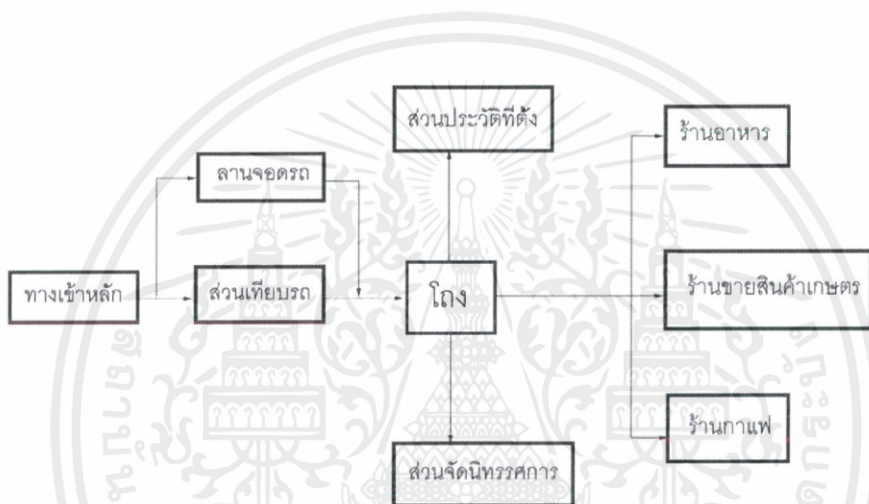 ส่วนประวัติที่ตั้ง
ร้านอาหาร
ลานจอดรถ
ทางเข้าหลัก
ส่วนเทียบรถ
โถง
ร้านขายสินค้าเกษตร
ร้านกาแฟ
ส่วนจัดนิทรรศการ